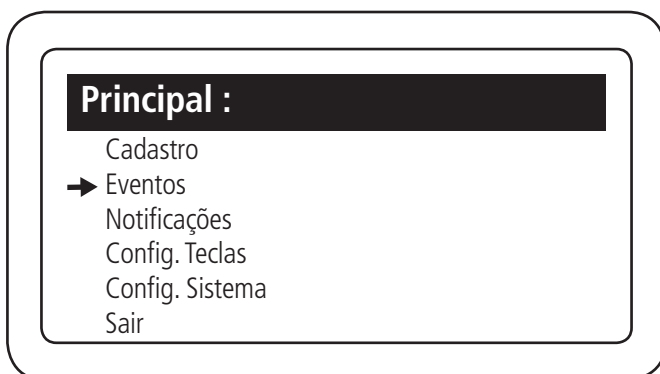 Principal :
Cadastro
Eventos
Notificações
Config. Teclas
Config. Sistema
Sair